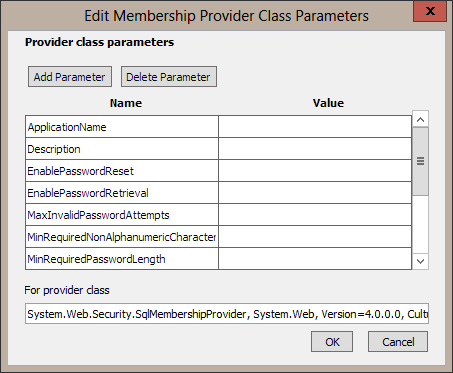 Edit Membership Provider Class Parameters
X
Provider class parameters
Add Parameter Delete Parameter
Name Value
ApplicationName
Description
EnablePasswordReset
EnablePasswordRetrieval
MaxInvalidPasswordAttempts
MinRequiredNonAlphanumericCharacter
MinRequiredPasswordLength
For provider class
System.Web.Security.SqlMembershipProvider, System.Web, Version=4.0.0.0, Cultu
OK Cancel